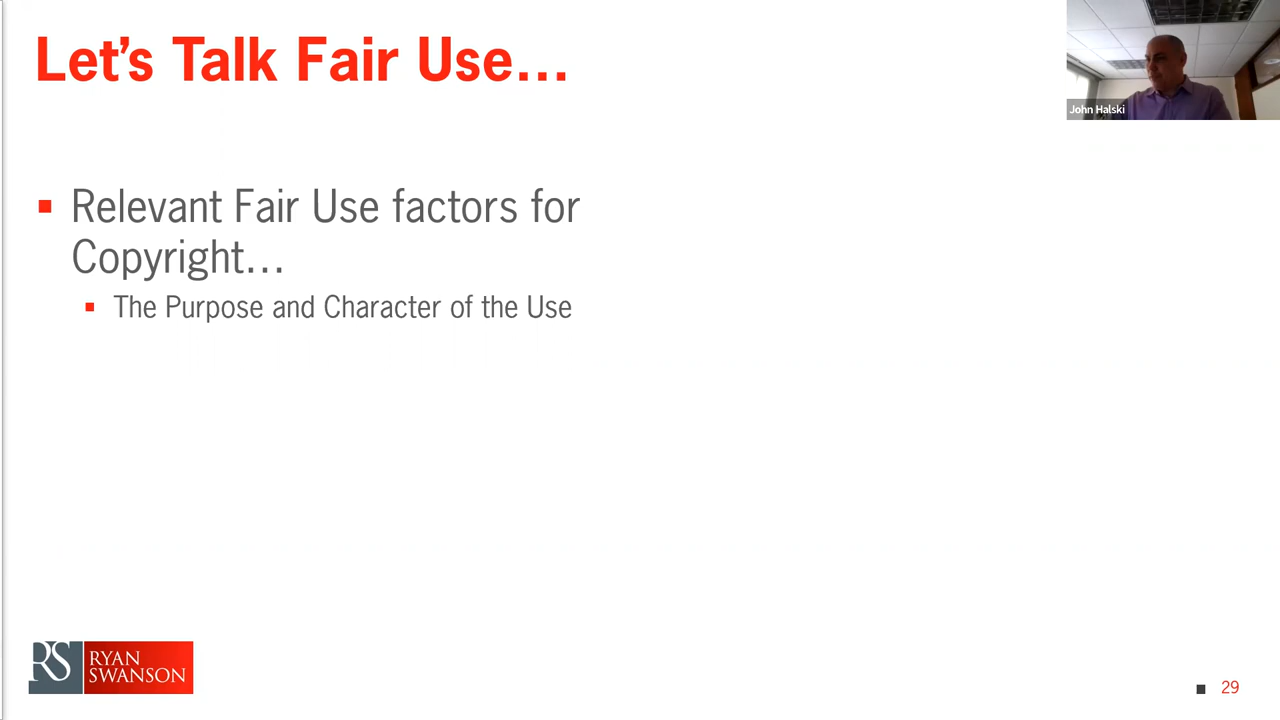 Let's Talk Fair Use...
John Halski
▪ Relevant Fair Use factors for
Copyright...
▪ The Purpose and Character of the Use
RS RYAN
SWANSON
▪ 29